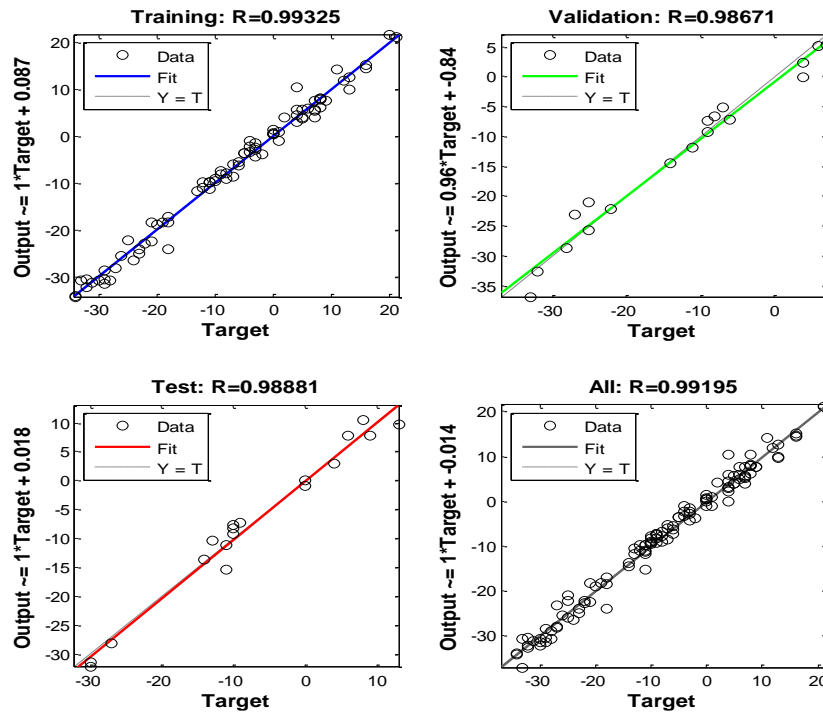 Training: R=0.99325
Output ~= 1*Target + 0.087
20
10
0
-10
-20
-30
Data
Fit
Y = T
-30 -20 -10 0 10 20
Target
Validation: R=0.98671
Output ~= 0.96*Target + -0.84
5
0
-5
-10
-15
-20
-25
-30
-35
Data
Fit
Y = T
-30 -20 -10 0
Target
Test: R=0.98881
Output ~= 1*Target + 0.018
10
5
0
-5
-10
-15
-20
-25
-30
Data
Fit
Y = T
-30 -20 -10 0 10
Target
All: R=0.99195
Output ~= 1*Target + -0.014
20
10
0
-10
-20
-30
Data
Fit
Y = T
-30 -20 -10 0 10 20
Target